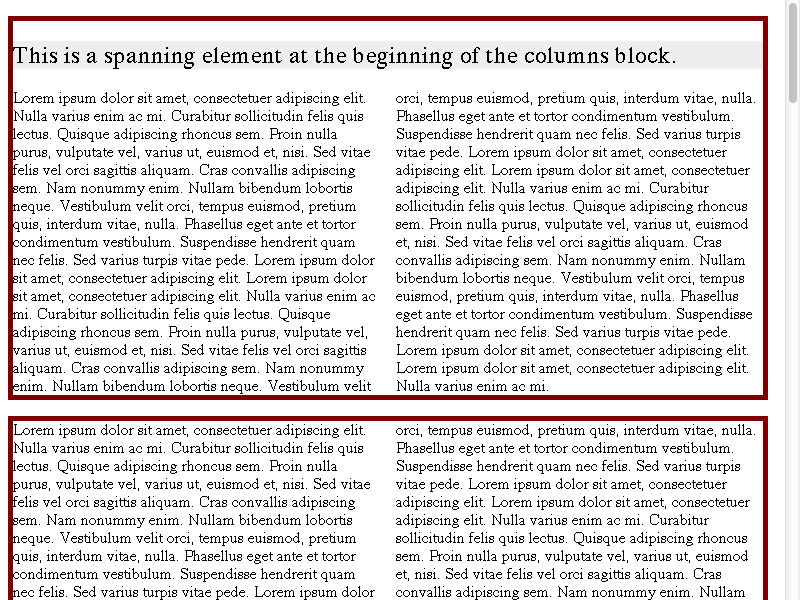 This is a spanning element at the beginning of the columns block.
Lorem ipsum dolor sit amet, consectetuer adipiscing elit.
Nulla varius enim ac mi. Curabitur sollicitudin felis quis
lectus. Quisque adipiscing rhoncus sem. Proin nulla
purus, vulputate vel, varius ut, euismod et, nisi. Sed vitae
felis vel orci sagittis aliquam. Cras convallis adipiscing
sem. Nam nonummy enim. Nullam bibendum lobortis
neque. Vestibulum velit orci, tempus euismod, pretium
quis, interdum vitae, nulla. Phasellus eget ante et tortor
condimentum vestibulum. Suspendisse hendrerit quam
nec felis. Sed varius turpis vitae pede. Lorem ipsum dolor
sit amet, consectetuer adipiscing elit. Lorem ipsum dolor
sit amet, consectetuer adipiscing elit. Nulla varius enim ac
mi. Curabitur sollicitudin felis quis lectus. Quisque
adipiscing rhoncus sem. Proin nulla purus, vulputate vel,
varius ut, euismod et, nisi. Sed vitae felis vel orci sagittis
aliquam. Cras convallis adipiscing sem. Nam nonummy
enim. Nullam bibendum lobortis neque. Vestibulum velit
orci, tempus euismod, pretium quis, interdum vitae, nulla.
Phasellus eget ante et tortor condimentum vestibulum.
Suspendisse hendrerit quam nec felis. Sed varius turpis
vitae pede. Lorem ipsum dolor sit amet, consectetuer
adipiscing elit. Lorem ipsum dolor sit amet, consectetuer
adipiscing elit. Nulla varius enim ac mi. Curabitur
sollicitudin felis quis lectus. Quisque adipiscing rhoncus
sem. Proin nulla purus, vulputate vel, varius ut, euismod
et, nisi. Sed vitae felis vel orci sagittis aliquam. Cras
convallis adipiscing sem. Nam nonummy enim. Nullam
bibendum lobortis neque. Vestibulum velit orci, tempus
euismod, pretium quis, interdum vitae, nulla. Phasellus
eget ante et tortor condimentum vestibulum. Suspendisse
hendrerit quam nec felis. Sed varius turpis vitae pede.
Lorem ipsum dolor sit amet, consectetuer adipiscing elit.
Lorem ipsum dolor sit amet, consectetuer adipiscing elit.
Nulla varius enim ac mi.
Lorem ipsum dolor sit amet, consectetuer adipiscing elit.
Nulla varius enim ac mi. Curabitur sollicitudin felis quis
lectus. Quisque adipiscing rhoncus sem. Proin nulla
purus, vulputate vel, varius ut, euismod et, nisi. Sed vitae
felis vel orci sagittis aliquam. Cras convallis adipiscing
sem. Nam nonummy enim. Nullam bibendum lobortis
neque. Vestibulum velit orci, tempus euismod, pretium
quis, interdum vitae, nulla. Phasellus eget ante et tortor
condimentum vestibulum. Suspendisse hendrerit quam
nec felis. Sed varius turpis vitae pede. Lorem ipsum dolor
orci, tempus euismod, pretium quis, interdum vitae, nulla.
Phasellus eget ante et tortor condimentum vestibulum.
Suspendisse hendrerit quam nec felis. Sed varius turpis
vitae pede. Lorem ipsum dolor sit amet, consectetuer
adipiscing elit. Lorem ipsum dolor sit amet, consectetuer
adipiscing elit. Nulla varius enim ac mi. Curabitur
sollicitudin felis quis lectus. Quisque adipiscing rhoncus
sem. Proin nulla purus, vulputate vel, varius ut, euismod
et, nisi. Sed vitae felis vel orci sagittis aliquam. Cras
convallis adipiscing sem. Nam nonummy enim. Nullam